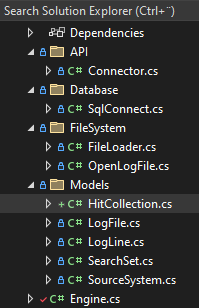 Search Solution Explorer (Ctrl+¨)
Dependencies
API
C# Connector.cs
Database
C# SqlConnect.cs
FileSystem
C# FileLoader.cs
C# OpenLogFile.cs
Models
+ C# HitCollection.cs
C# LogFile.cs
C# LogLine.cs
C# SearchSet.cs
C# SourceSystem.cs
C# Engine.cs